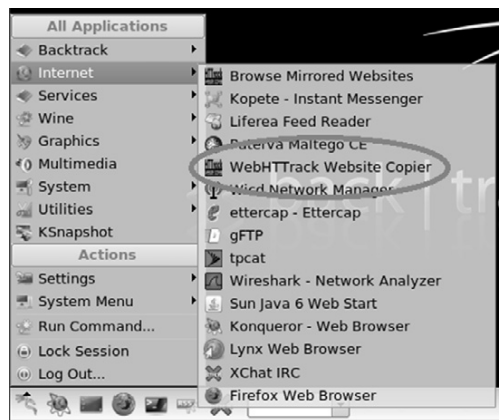 All Applications
Backtrack
Internet
Services
Wine
Graphics
Multimedia
System
Utilities
KSnapshot
Actions
Settings
System Menu
Run Command...
Lock Session
Log Out...
Browse Mirrored Websites
Kopete - Instant Messenger
Liferea Feed Reader
Paterva Maltego CE
WebHTTrack Website Copier
Wicd Network Manager
ettercap - Ettercap
gFTP
tpcat
Wireshark - Network Analyzer
Sun Java 6 Web Start
Konqueror - Web Browser
Lynx Web Browser
XChat IRC
Firefox Web Browser
back | tra